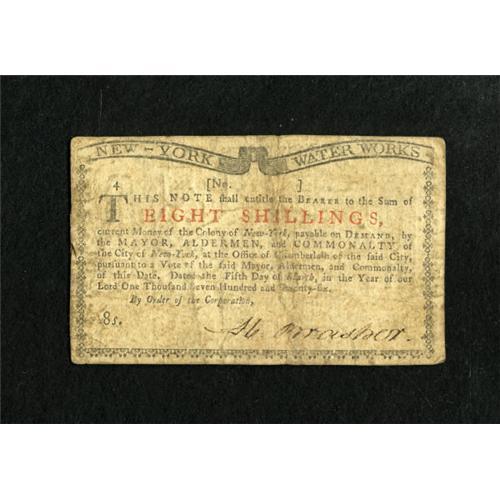 NEW-YORK WATER WORKS
4 [No. ]
THIS NOTE shall entitle the BEARER to the Sum of
EIGHT SHILLINGS,
current Money of the Colony of New-York, payable on DEMAND, by
the MAYOR, ALDERMEN, and COMMONALTY of
the City of New-York, at the Office of Chamberlain of the said City,
pursuant to a Vote of the said Mayor, Aldermen, and Commonalty,
of this Date. Dated the Fifth Day of March, in the Year of our
Lord One Thousand Seven Hundred and Seventy-six.
By Order of the Corporation,
8s. Brasher.